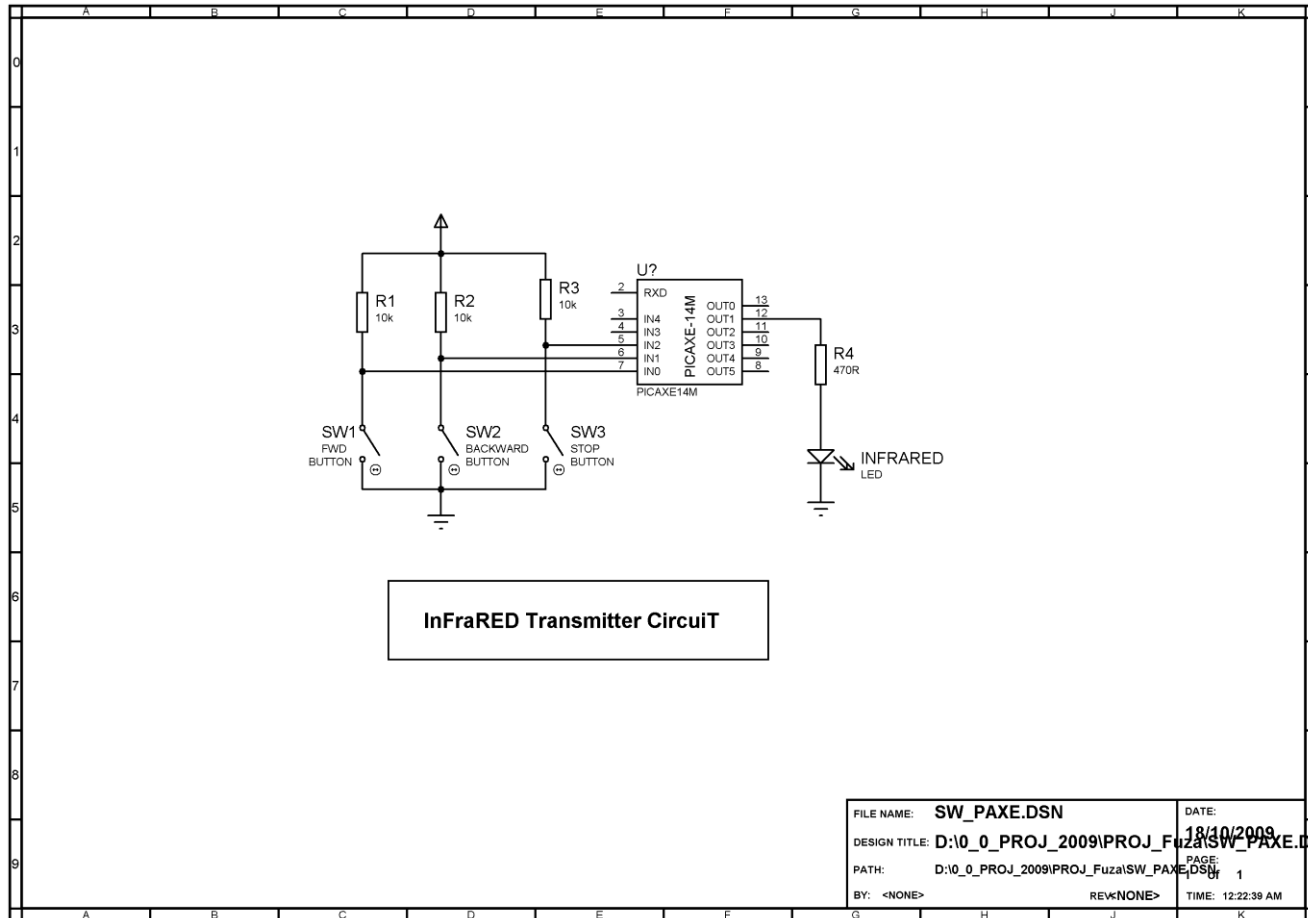 A B C D E F G H J K
0
1
2
3
4
5
6
7
8
9
R1
10k
R2
10k
R3
10k
U?
2 RXD
3 IN4
4 IN3
5 IN2
6 IN1
7 IN0
PICAXE-14M
OUT0 13
OUT1 12
OUT2 11
OUT3 10
OUT4 9
OUT5 8
PICAXE14M
R4
470R
SW1
FWD
BUTTON
SW2
BACKWARD
BUTTON
SW3
STOP
BUTTON
INFRARED
LED
InFraRED Transmitter CircuiT
FILE NAME: SW_PAXE.DSN
DATE:
18/10/2009
DESIGN TITLE: D:\0_0_PROJ_2009\PROJ_Fuza\SW_PAXE.D
PATH: D:\0_0_PROJ_2009\PROJ_Fuza\SW_PAXE.DSN
PAGE:
1 of 1
BY: <NONE>
REV:<NONE>
TIME: 12:22:39 AM
A B C D E F G H J K